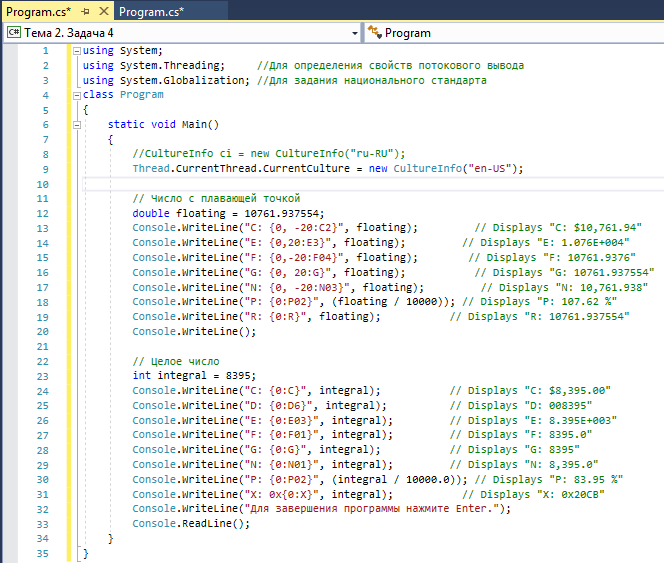 Program.cs* Program.cs*
C# Тема 2. Задача 4 Program
1 using System;
2 using System.Threading; //Для определения свойств потокового вывода
3 using System.Globalization; //Для задания национального стандарта
4 class Program
5 {
6 static void Main()
7 {
8 //CultureInfo ci = new CultureInfo("ru-RU");
9 Thread.CurrentThread.CurrentCulture = new CultureInfo("en-US");
10
11 // Число с плавающей точкой
12 double floating = 10761.937554;
13 Console.WriteLine("C: {0, -20:C2}", floating); // Displays "C: $10,761.94"
14 Console.WriteLine("E: {0,20:E3}", floating); // Displays "E: 1.076E+004"
15 Console.WriteLine("F: {0,-20:F04}", floating); // Displays "F: 10761.9376"
16 Console.WriteLine("G: {0, 20:G}", floating); // Displays "G: 10761.937554"
17 Console.WriteLine("N: {0, -20:N03}", floating); // Displays "N: 10,761.938"
18 Console.WriteLine("P: {0:P02}", (floating / 10000)); // Displays "P: 107.62 %"
19 Console.WriteLine("R: {0:R}", floating); // Displays "R: 10761.937554"
20 Console.WriteLine();
21
22 // Целое число
23 int integral = 8395;
24 Console.WriteLine("C: {0:C}", integral); // Displays "C: $8,395.00"
25 Console.WriteLine("D: {0:D6}", integral); // Displays "D: 008395"
26 Console.WriteLine("E: {0:E03}", integral); // Displays "E: 8.395E+003"
27 Console.WriteLine("F: {0:F01}", integral); // Displays "F: 8395.0"
28 Console.WriteLine("G: {0:G}", integral); // Displays "G: 8395"
29 Console.WriteLine("N: {0:N01}", integral); // Displays "N: 8,395.0"
30 Console.WriteLine("P: {0:P02}", (integral / 10000.0)); // Displays "P: 83.95 %"
31 Console.WriteLine("X: 0x{0:X}", integral); // Displays "X: 0x20CB"
32 Console.WriteLine("Для завершения программы нажмите Enter.");
33 Console.ReadLine();
34 }
35 }